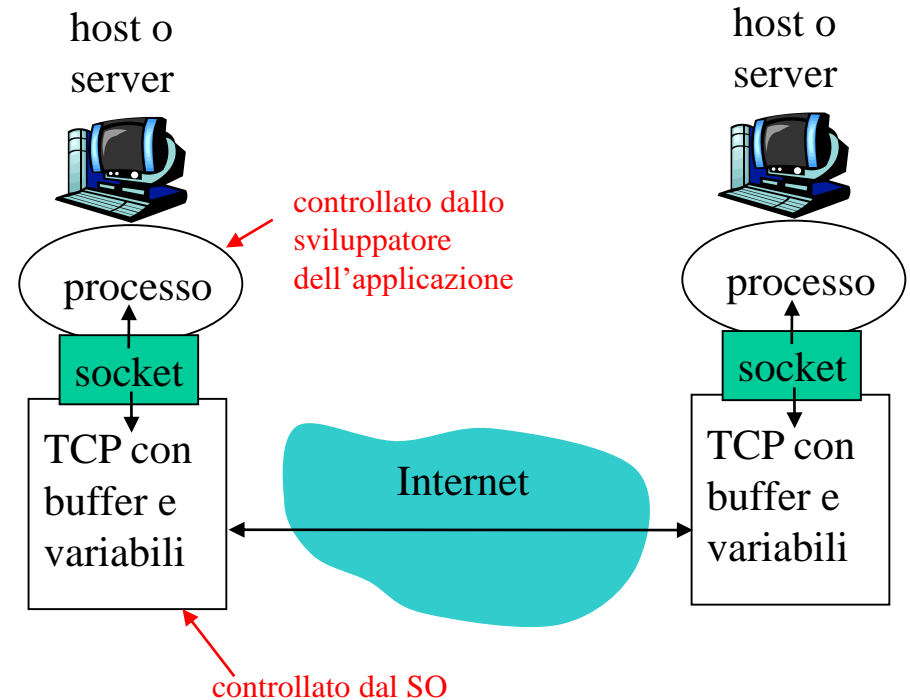 host o
server
host o
server
controllato dallo
sviluppatore
dell’applicazione
processo
processo
socket
socket
TCP con
buffer e
variabili
Internet
TCP con
buffer e
variabili
controllato dal SO